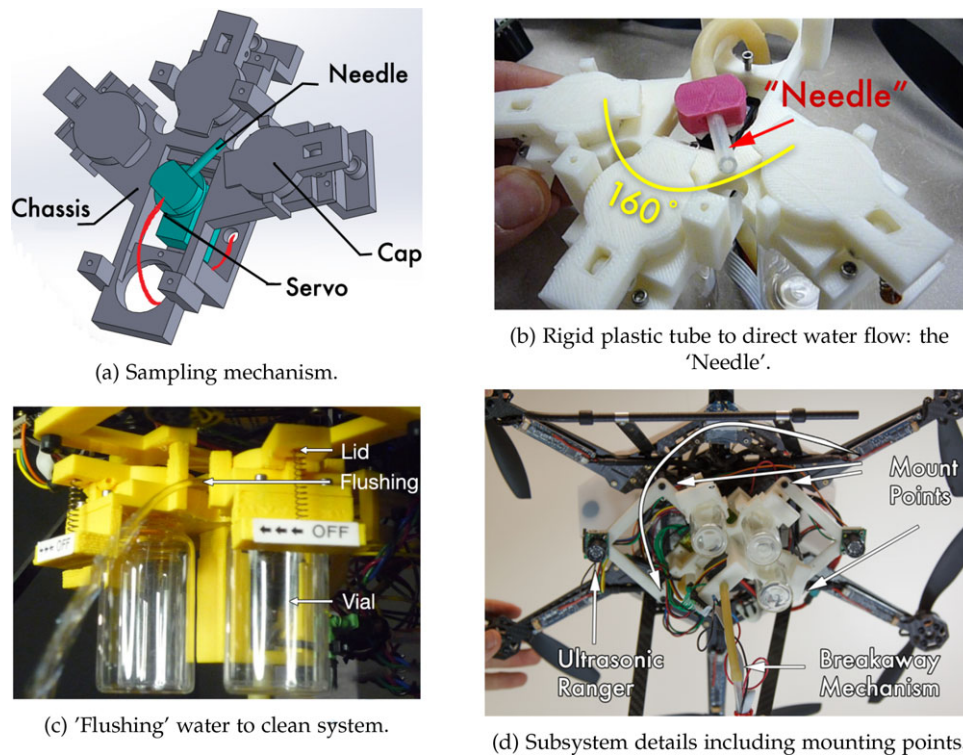 Needle
Chassis
Cap
Servo
(a) Sampling mechanism.
"Needle"
160°
(b) Rigid plastic tube to direct water flow: the
‘Needle’.
Lid
Flushing
←←← OFF
←←← OFF
Vial
(c) ’Flushing’ water to clean system.
Mount
Points
Ultrasonic
Ranger
Breakaway
Mechanism
(d) Subsystem details including mounting points